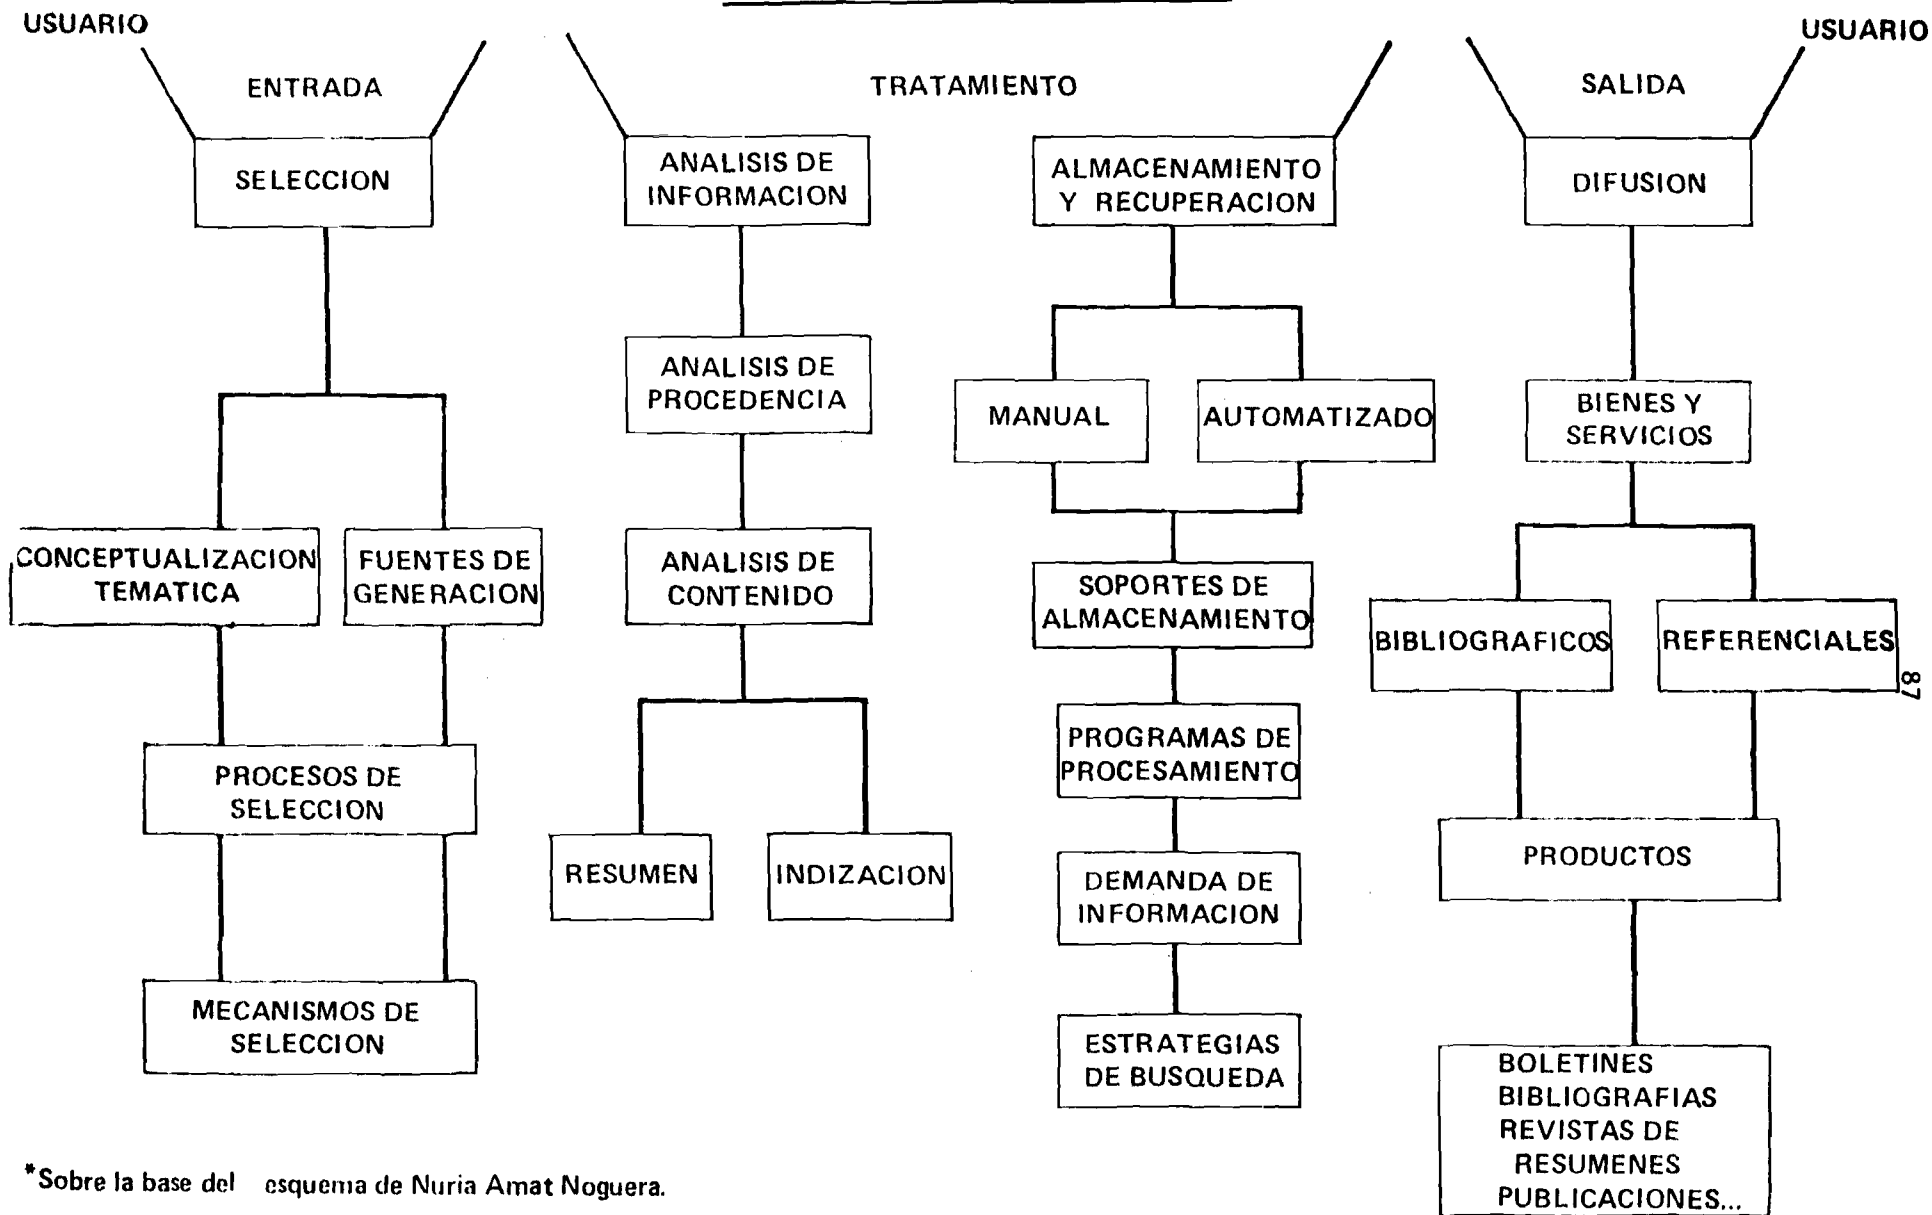 USUARIO
USUARIO
ENTRADA
TRATAMIENTO
SALIDA
SELECCION
ANALISIS DE
INFORMACION
ALMACENAMIENTO
Y RECUPERACION
DIFUSION
ANALISIS DE
PROCEDENCIA
MANUAL
AUTOMATIZADO
BIENES Y
SERVICIOS
CONCEPTUALIZACION
TEMATICA
FUENTES DE
GENERACION
ANALISIS DE
CONTENIDO
SOPORTES DE
ALMACENAMIENTO
BIBLIOGRAFICOS
REFERENCIALES
87
PROCESOS DE
SELECCION
PROGRAMAS DE
PROCESAMIENTO
RESUMEN
INDIZACION
DEMANDA DE
INFORMACION
PRODUCTOS
MECANISMOS DE
SELECCION
ESTRATEGIAS
DE BUSQUEDA
BOLETINES
BIBLIOGRAFIAS
REVISTAS DE
RESUMENES
PUBLICACIONES...
*Sobre la base del esquema de Nuria Amat Noguera.